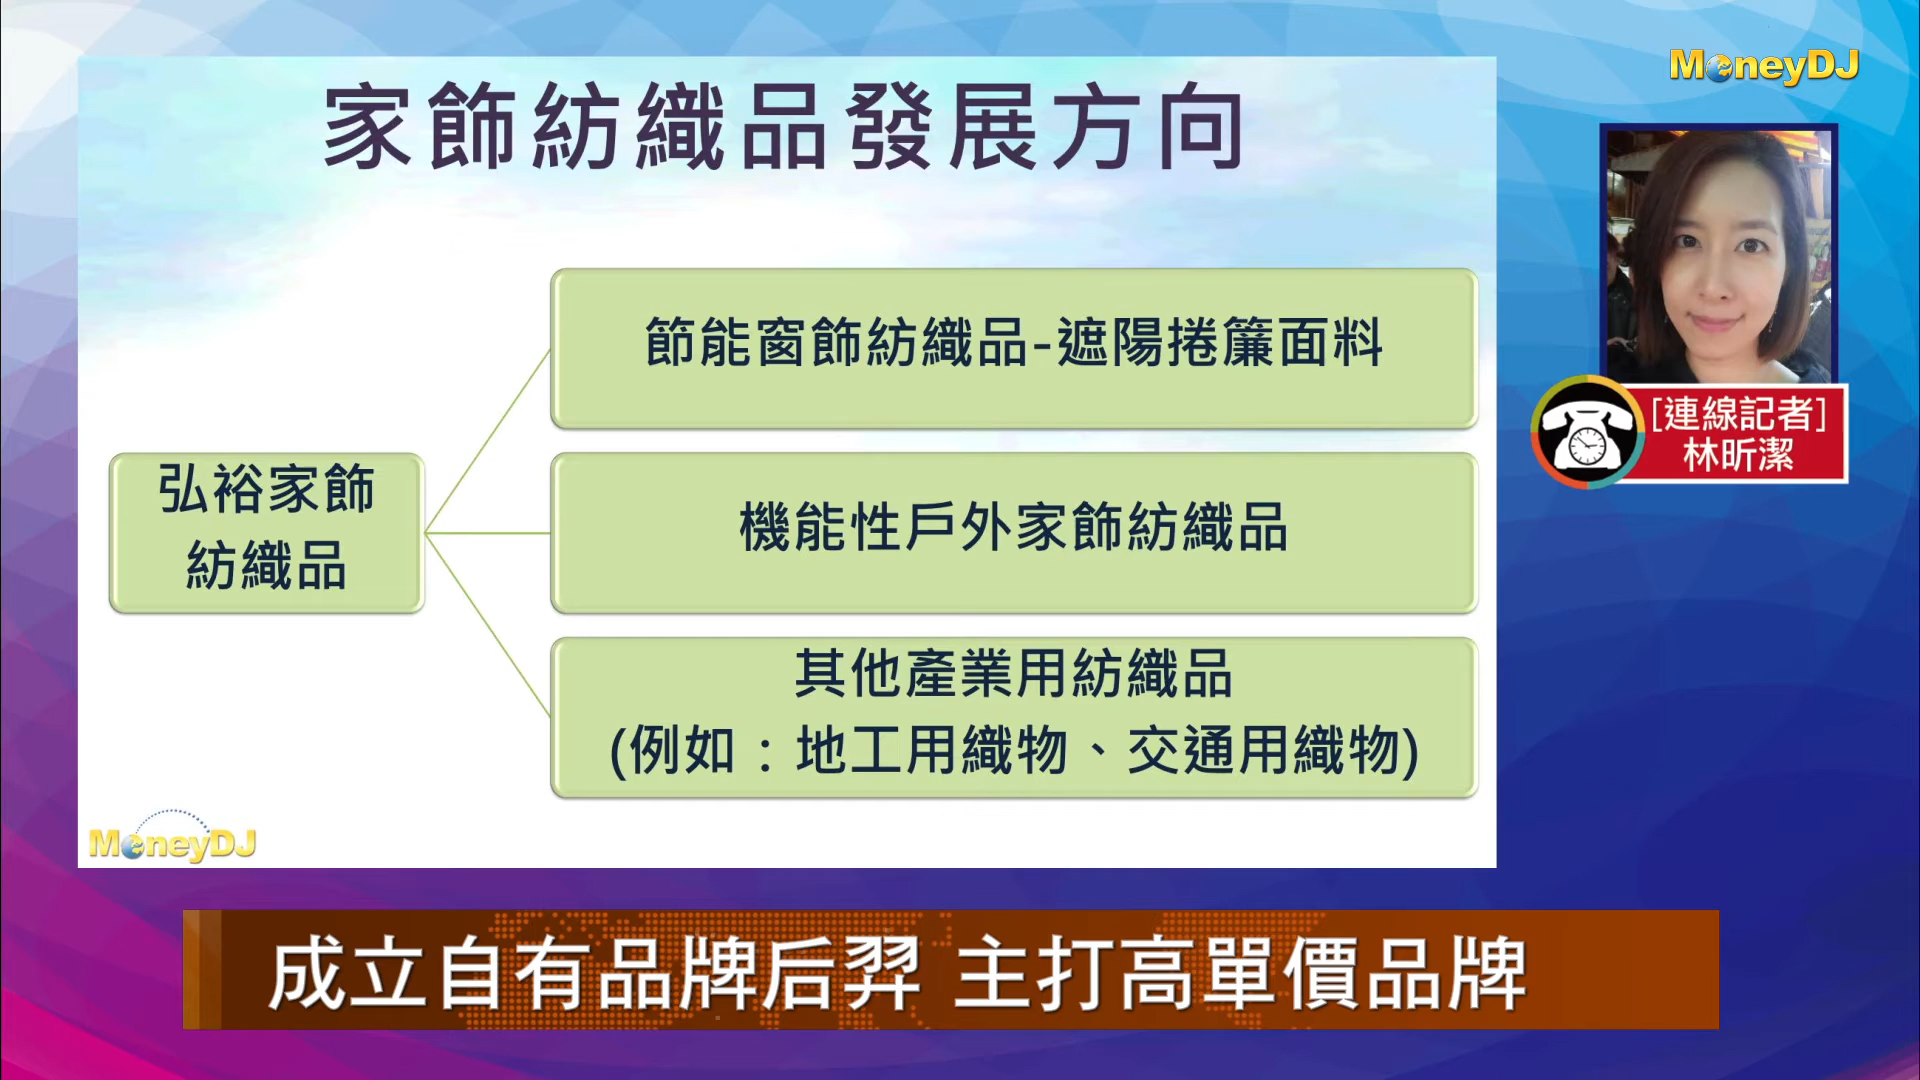 家飾紡織品發展方向
MoneyDJ
節能窗飾紡織品-遮陽捲簾面料
[連線記者]
林昕潔
弘裕家飾
紡織品
機能性戶外家飾紡織品
其他產業用紡織品
(例如：地工用織物、交通用織物)
MoneyDJ
成立自有品牌后羿 主打高單價品牌